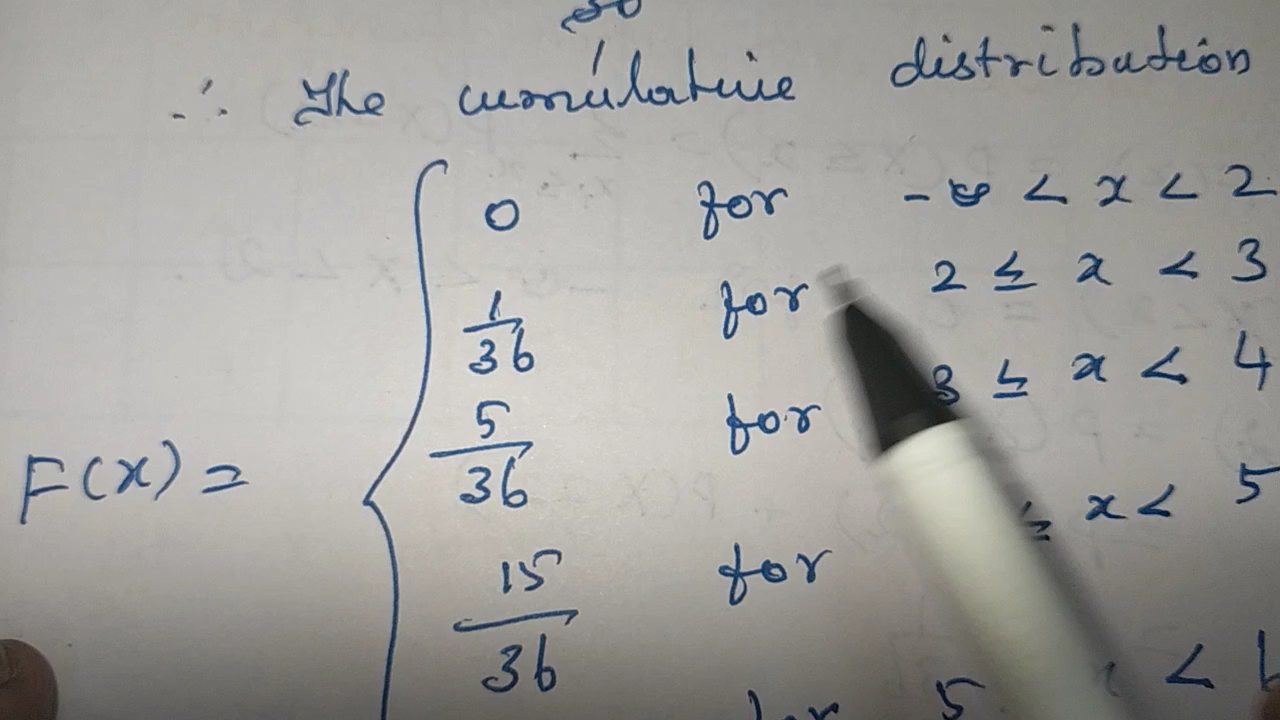 ∴ The cumulative distribution
0 for -∞ < x < 2
1/36 for 2 ≤ x < 3
5/36 for 3 ≤ x < 4
F(x) =
15/36 for ≤ x < 5
for 5 <